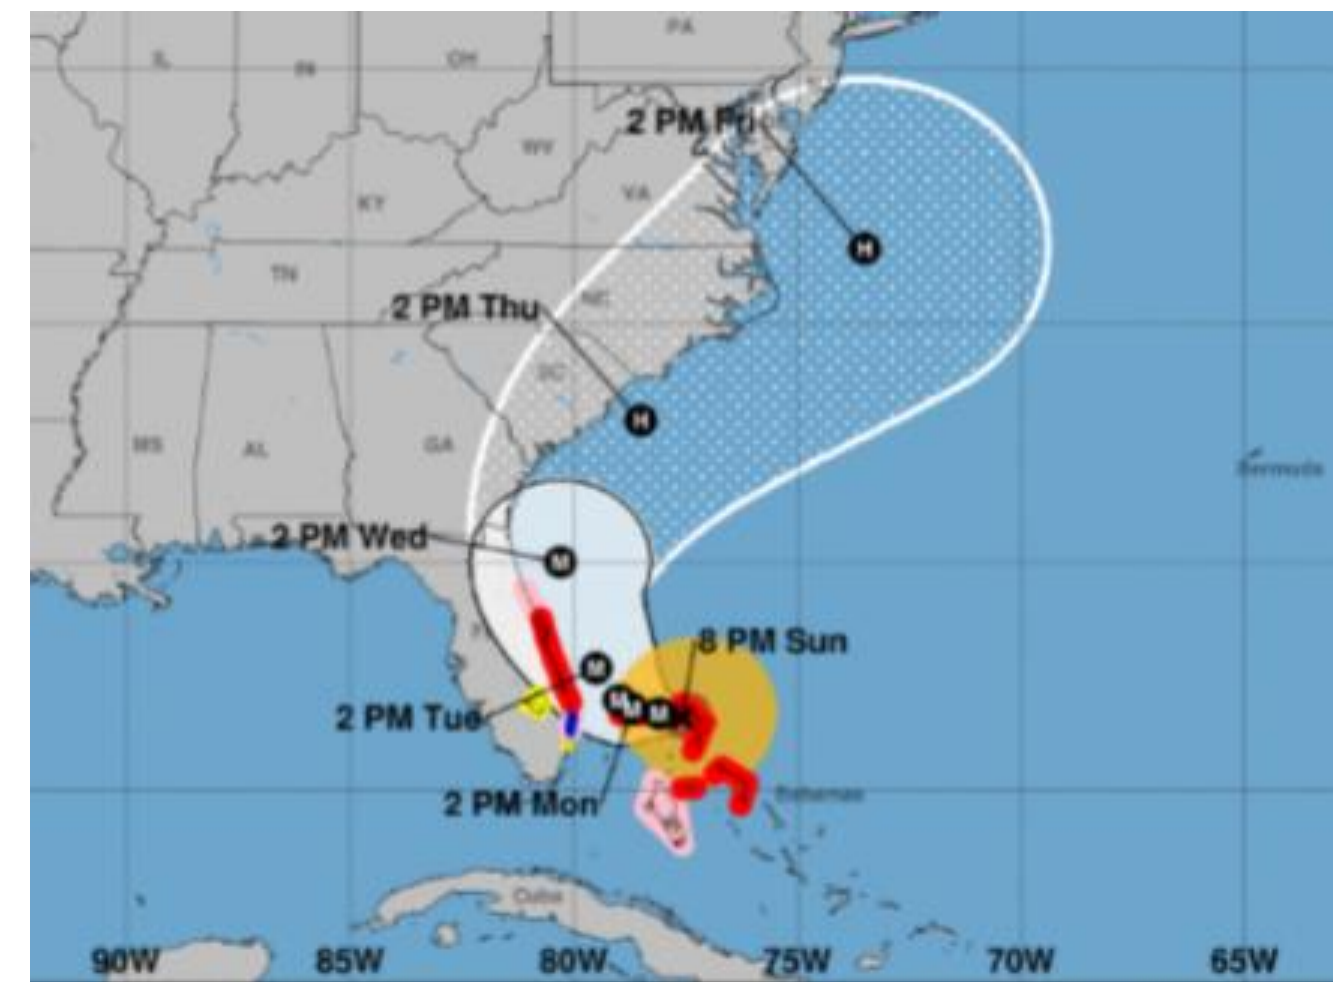 PA
IL
IN
OH
2 PM Fri
WV
VA
KY
TN
NC
2 PM Thu
SC
MS
AL
GA
Bermuda
2 PM Wed
8 PM Sun
2 PM Tue
2 PM Mon
Bahamas
Cuba
90W 85W 80W 75W 70W 65W
H
H
M
M
M
M
M